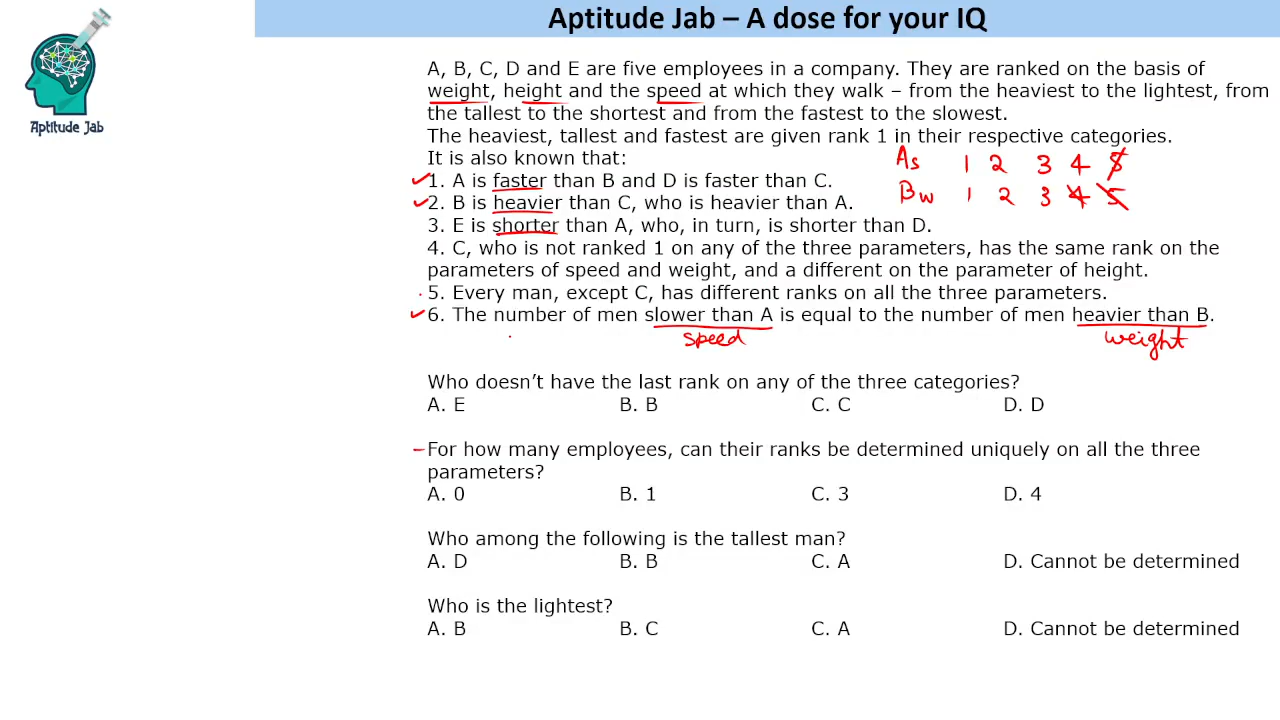 Aptitude Jab – A dose for your IQ
Aptitude Jab
A, B, C, D and E are five employees in a company. They are ranked on the basis of
weight, height and the speed at which they walk – from the heaviest to the lightest, from
the tallest to the shortest and from the fastest to the slowest.
The heaviest, tallest and fastest are given rank 1 in their respective categories.
It is also known that:
As 1 2 3 4 5
1. A is faster than B and D is faster than C.
Bw 1 2 3 4 5
2. B is heavier than C, who is heavier than A.
3. E is shorter than A, who, in turn, is shorter than D.
4. C, who is not ranked 1 on any of the three parameters, has the same rank on the
parameters of speed and weight, and a different on the parameter of height.
5. Every man, except C, has different ranks on all the three parameters.
6. The number of men slower than A is equal to the number of men heavier than B.
speed weight
Who doesn't have the last rank on any of the three categories?
A. E B. B C. C D. D
– For how many employees, can their ranks be determined uniquely on all the three
parameters?
A. 0 B. 1 C. 3 D. 4
Who among the following is the tallest man?
A. D B. B C. A D. Cannot be determined
Who is the lightest?
A. B B. C C. A D. Cannot be determined